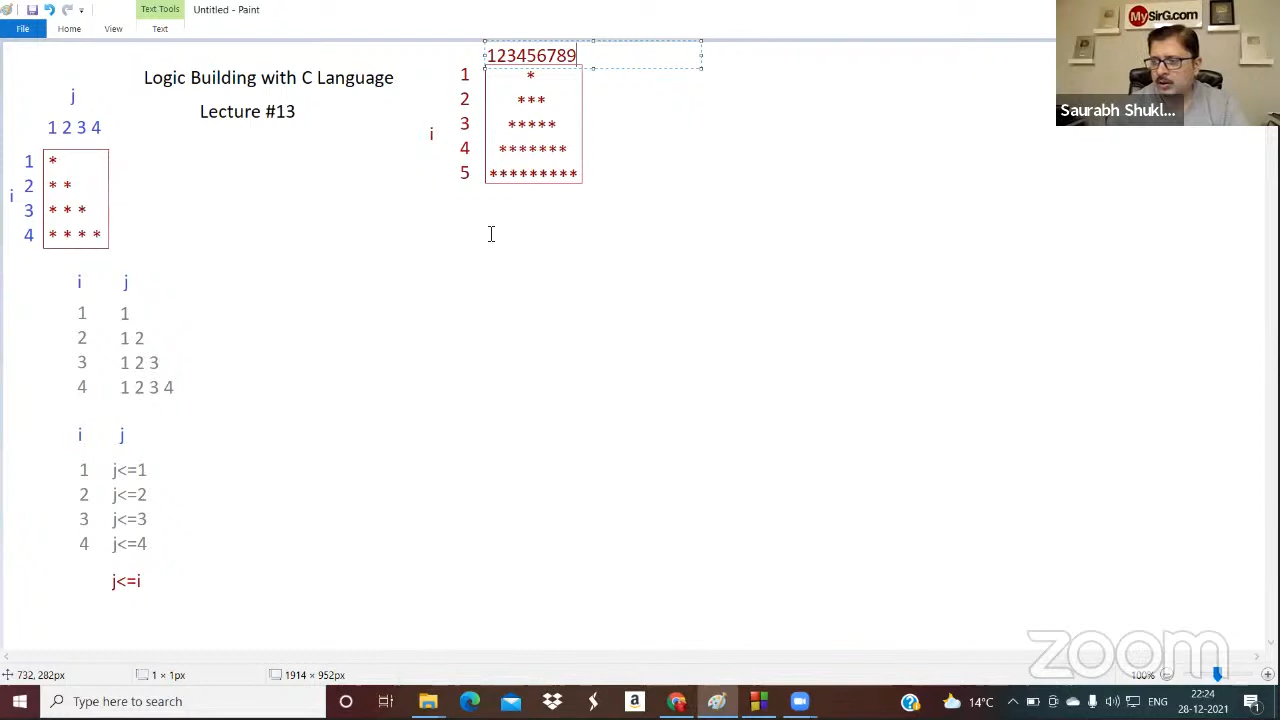 Text Tools
Untitled - Paint
File
Home
View
Text
Logic Building with C Language
Lecture #13
j
1 2 3 4
1 *
2 * *
i
3 * * *
4 * * * *
i j
1 1
2 1 2
3 1 2 3
4 1 2 3 4
i j
1 j<=1
2 j<=2
3 j<=3
4 j<=4
j<=i
123456789
1 *
2 ***
3 *****
i
4 *******
5 *********
MySirG.com
Saurabh Shukl...
zoom
732, 282px
1 × 1px
1914 × 952px
100%
Type here to search
14°C
ENG
22:24
28-12-2021